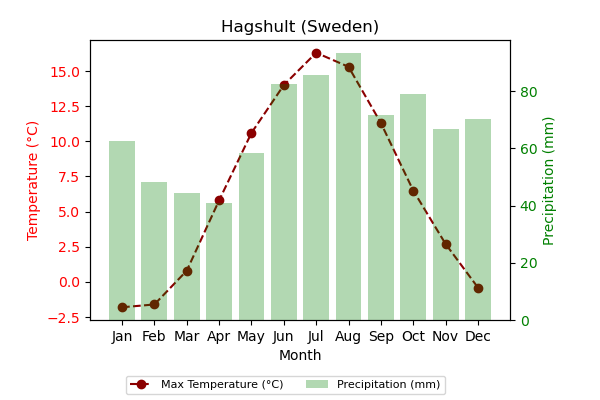 Hagshult (Sweden)
Temperature (°C)
15.0
12.5
10.0
7.5
5.0
2.5
0.0
−2.5
Precipitation (mm)
80
60
40
20
0
Jan Feb Mar Apr May Jun Jul Aug Sep Oct Nov Dec
Month
Max Temperature (°C) Precipitation (mm)